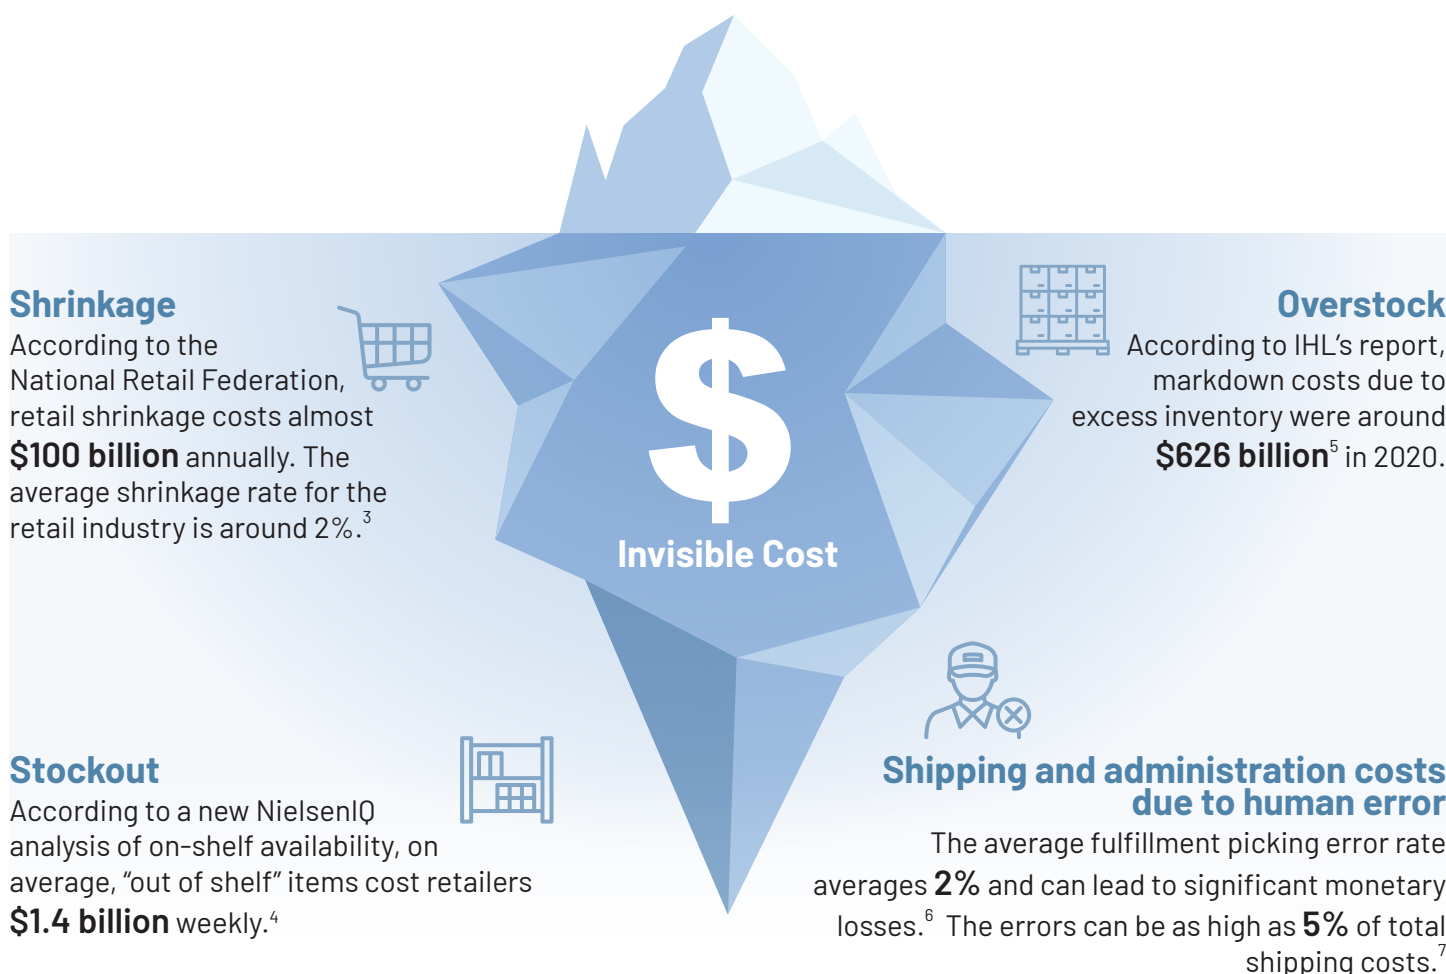 Shrinkage
According to the
National Retail Federation,
retail shrinkage costs almost
$100 billion annually. The
average shrinkage rate for the
retail industry is around 2%.3
Overstock
According to IHL’s report,
markdown costs due to
excess inventory were around
$626 billion5 in 2020.
$
Invisible Cost
Stockout
According to a new NielsenIQ
analysis of on-shelf availability, on
average, “out of shelf” items cost retailers
$1.4 billion weekly.4
Shipping and administration costs
due to human error
The average fulfillment picking error rate
averages 2% and can lead to significant monetary
losses.6 The errors can be as high as 5% of total
shipping costs.7